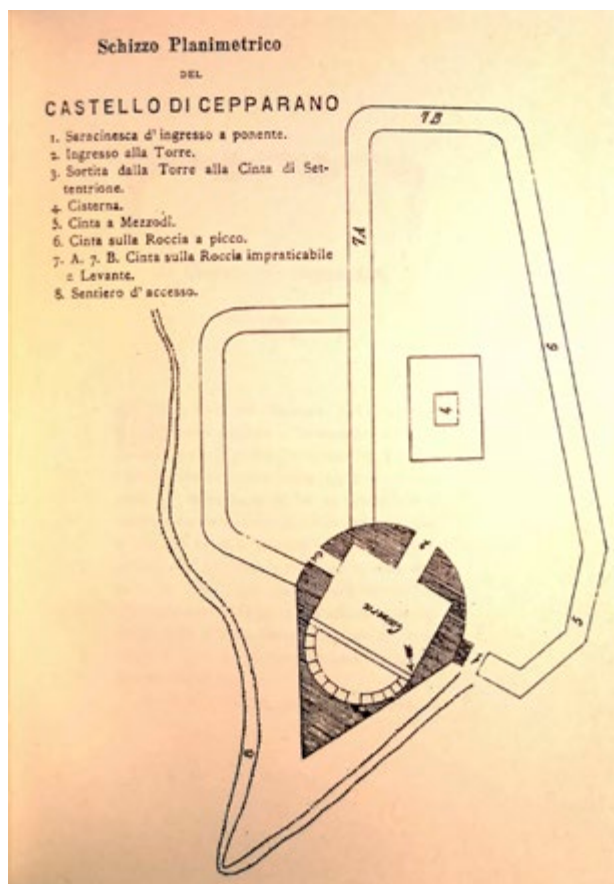 Schizzo Planimetrico
DEL
CASTELLO DI CEPPARANO
1. Saracinesca d'ingresso a ponente.
2. Ingresso alla Torre.
3. Sortita dalla Torre alla Cinta di Set-
tentrione.
4. Cisterna.
5. Cinta a Mezzodì.
6. Cinta sulla Roccia a picco.
7. A. 7. B. Cinta sulla Roccia impraticabile
a Levante.
8. Sentiero d'accesso.
7B
7A
6
4
2
3
5
1
8